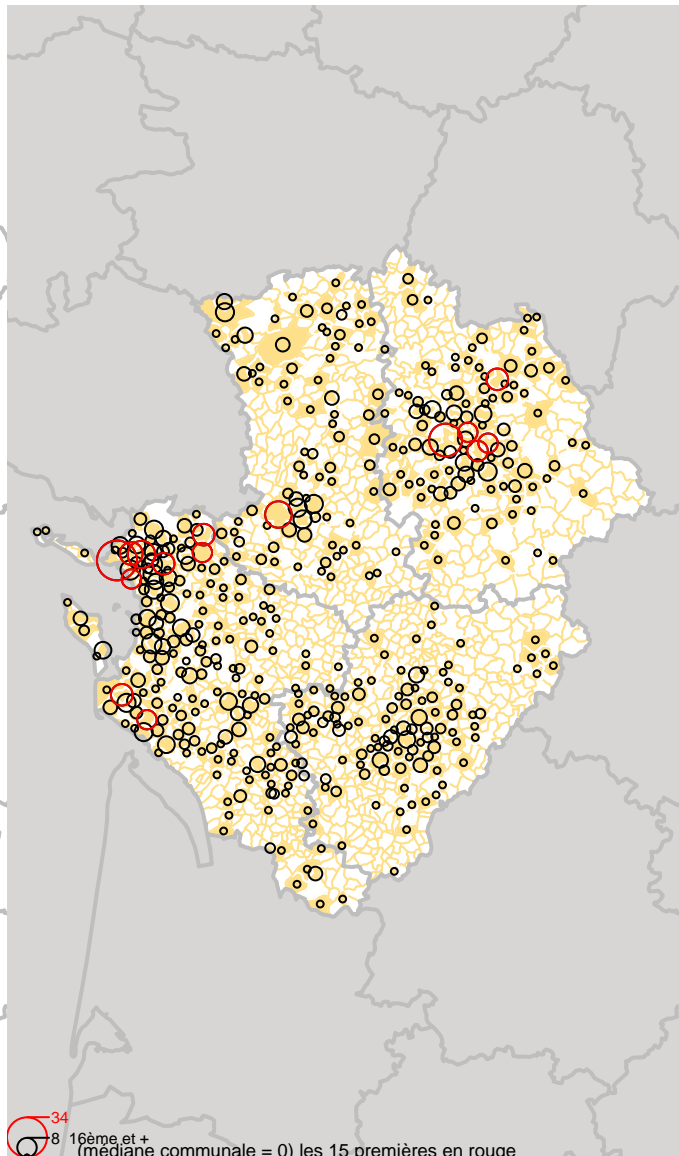 34
8 16ème et +
(médiane communale = 0) les 15 premières en rouge